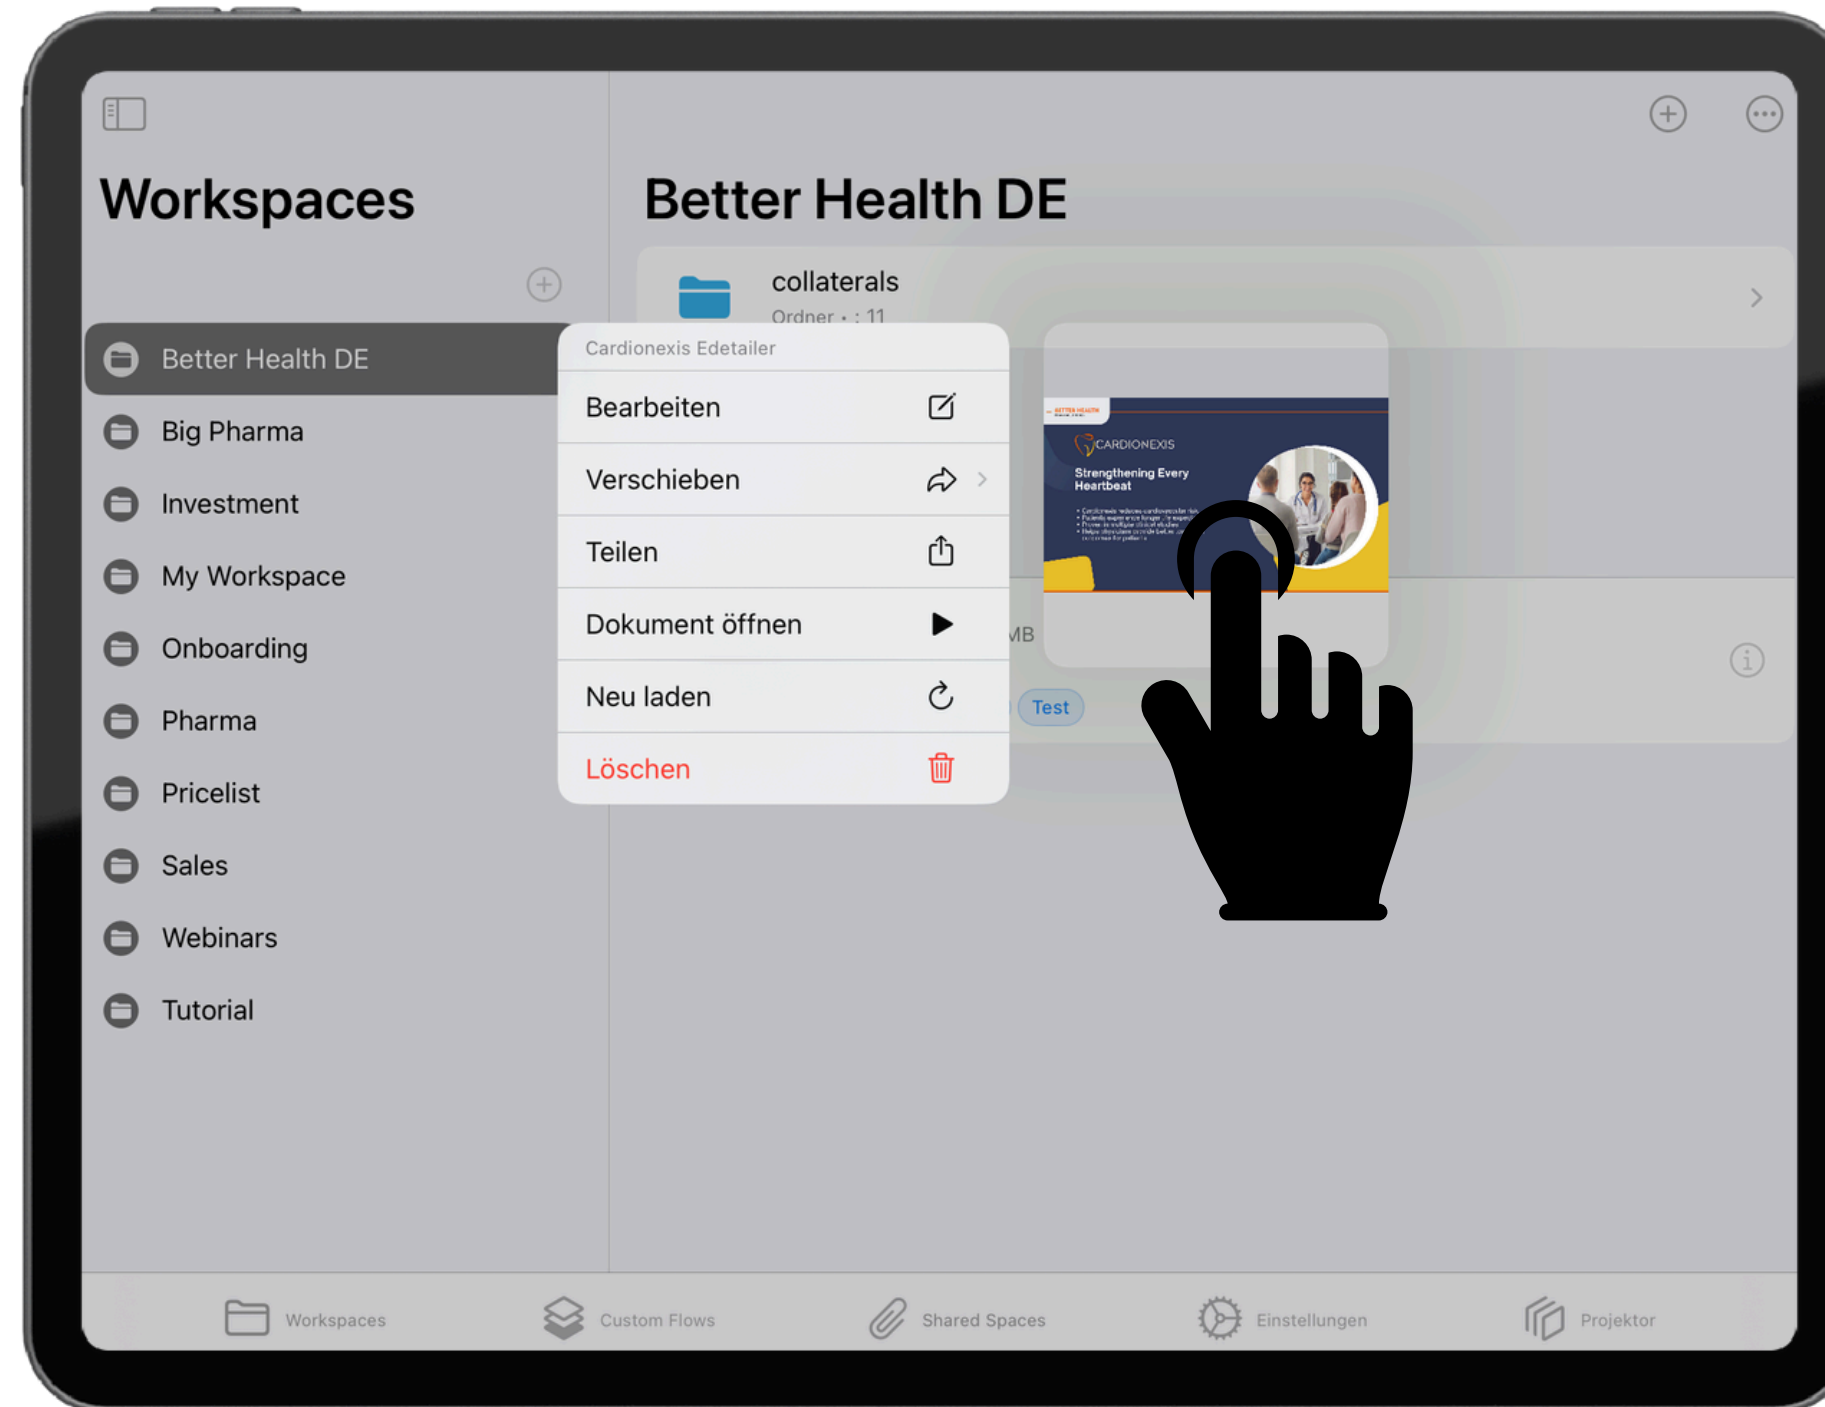 Workspaces
Better Health DE
Big Pharma
Investment
My Workspace
Onboarding
Pharma
Pricelist
Sales
Webinars
Tutorial
Better Health DE
collaterals
Ordner • : 11
Cardionexis Edetailer
Bearbeiten
Verschieben
Teilen
Dokument öffnen
Neu laden
Löschen
BETTER HEALTH
CARDIONEXIS
Strengthening Every
Heartbeat
MB
Test
Workspaces
Custom Flows
Shared Spaces
Einstellungen
Projektor